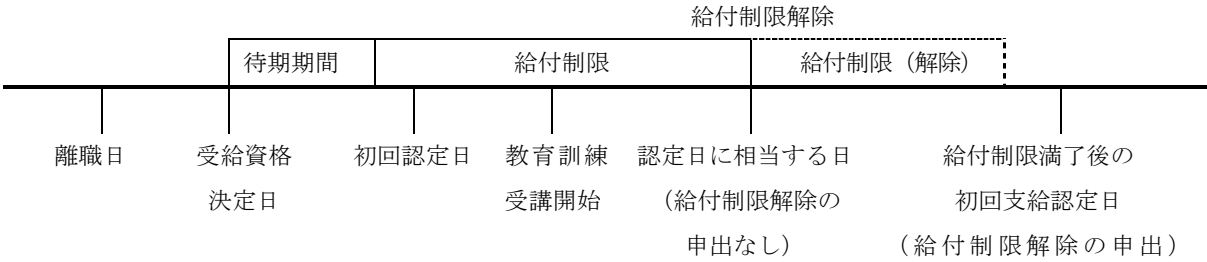 給付制限解除
待期期間 給付制限 給付制限（解除）
離職日 受給資格 初回認定日 教育訓練 認定日に相当する日 給付制限満了後の
決定日 受講開始 （給付制限解除の 初回支給認定日
申出なし） （給付制限解除の申出）